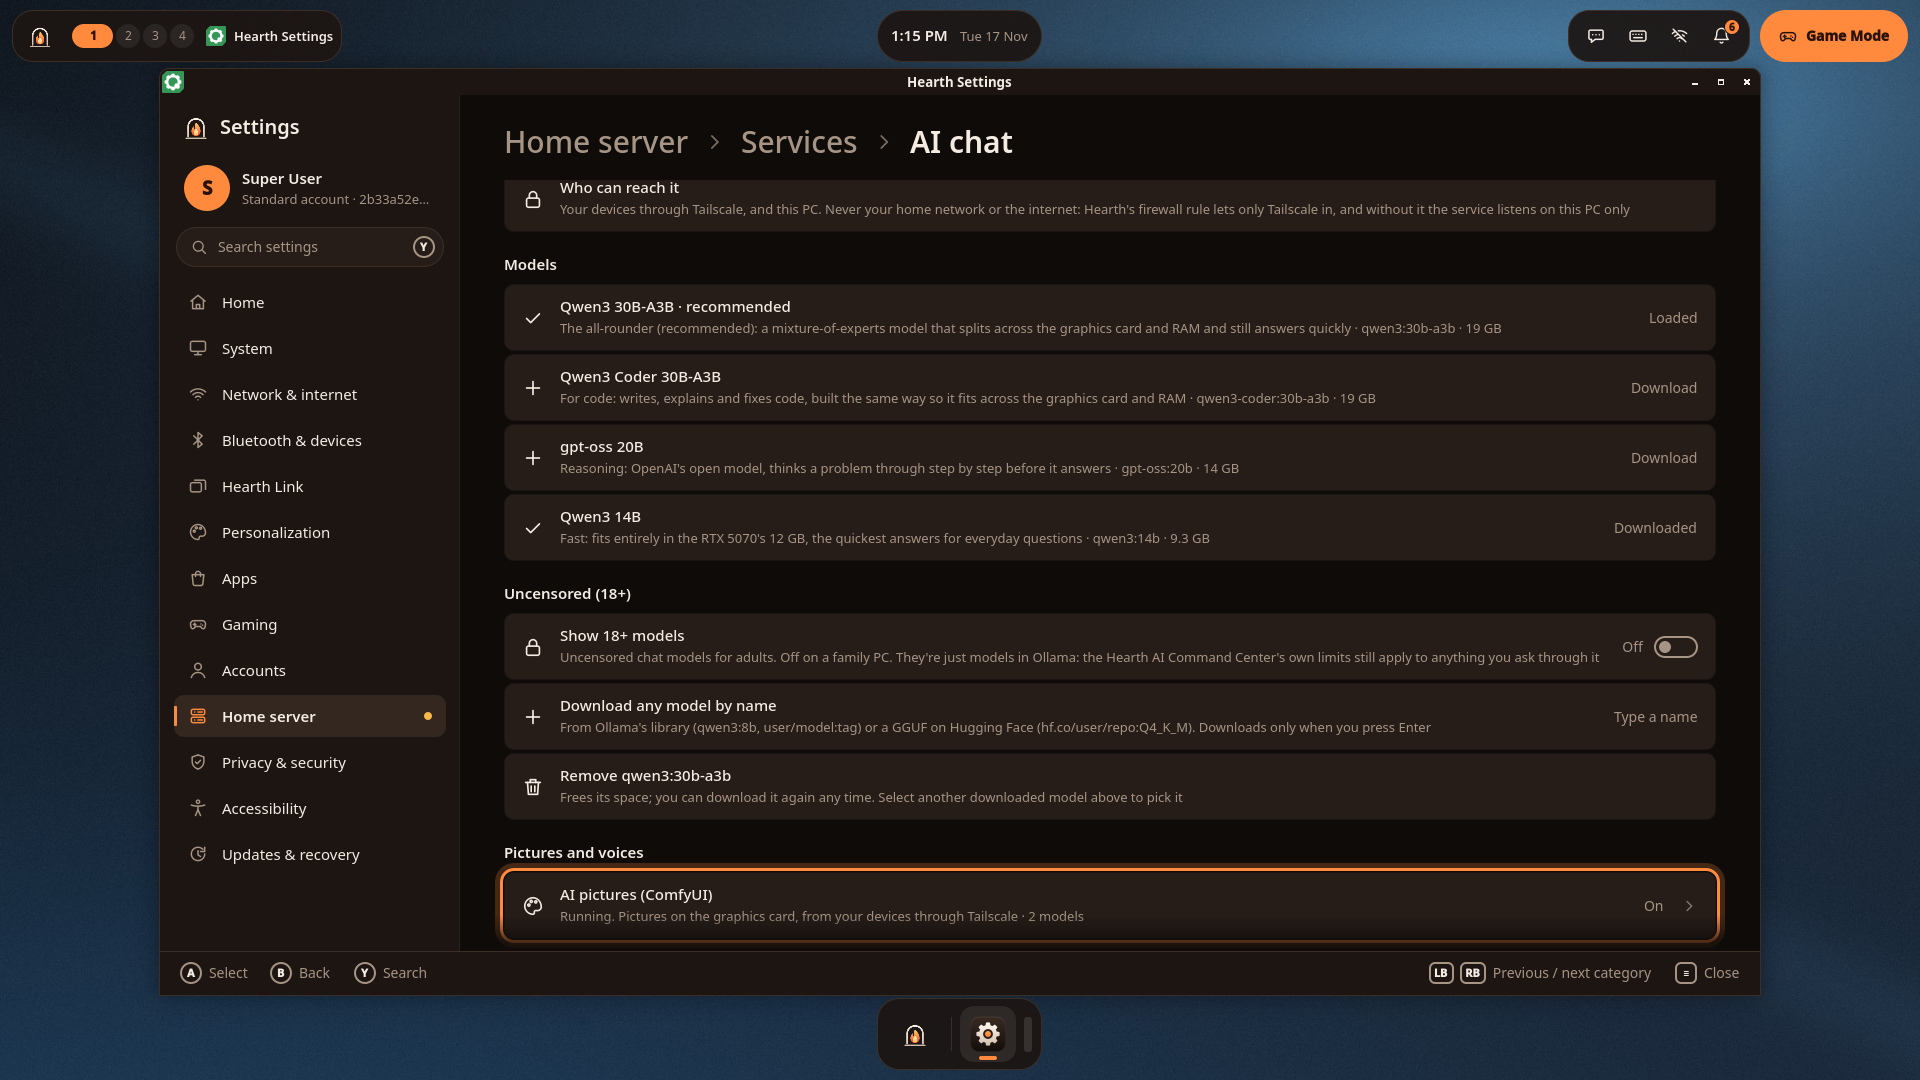 1 2 3 4 Hearth Settings
1:15 PM Tue 17 Nov
6
Game Mode
Hearth Settings
Settings
S
Super User
Standard account · 2b33a52e...
Search settings Y
Home
System
Network & internet
Bluetooth & devices
Hearth Link
Personalization
Apps
Gaming
Accounts
Home server
Privacy & security
Accessibility
Updates & recovery
Home server > Services > AI chat
Who can reach it
Your devices through Tailscale, and this PC. Never your home network or the internet: Hearth's firewall rule lets only Tailscale in, and without it the service listens on this PC only
Models
Qwen3 30B-A3B · recommended
The all-rounder (recommended): a mixture-of-experts model that splits across the graphics card and RAM and still answers quickly · qwen3:30b-a3b · 19 GB
Loaded
Qwen3 Coder 30B-A3B
For code: writes, explains and fixes code, built the same way so it fits across the graphics card and RAM · qwen3-coder:30b-a3b · 19 GB
Download
gpt-oss 20B
Reasoning: OpenAI's open model, thinks a problem through step by step before it answers · gpt-oss:20b · 14 GB
Download
Qwen3 14B
Fast: fits entirely in the RTX 5070's 12 GB, the quickest answers for everyday questions · qwen3:14b · 9.3 GB
Downloaded
Uncensored (18+)
Show 18+ models
Uncensored chat models for adults. Off on a family PC. They're just models in Ollama: the Hearth AI Command Center's own limits still apply to anything you ask through it
Off
Download any model by name
From Ollama's library (qwen3:8b, user/model:tag) or a GGUF on Hugging Face (hf.co/user/repo:Q4_K_M). Downloads only when you press Enter
Type a name
Remove qwen3:30b-a3b
Frees its space; you can download it again any time. Select another downloaded model above to pick it
Pictures and voices
AI pictures (ComfyUI)
Running. Pictures on the graphics card, from your devices through Tailscale · 2 models
On
A Select B Back Y Search
LB RB Previous / next category ≡ Close